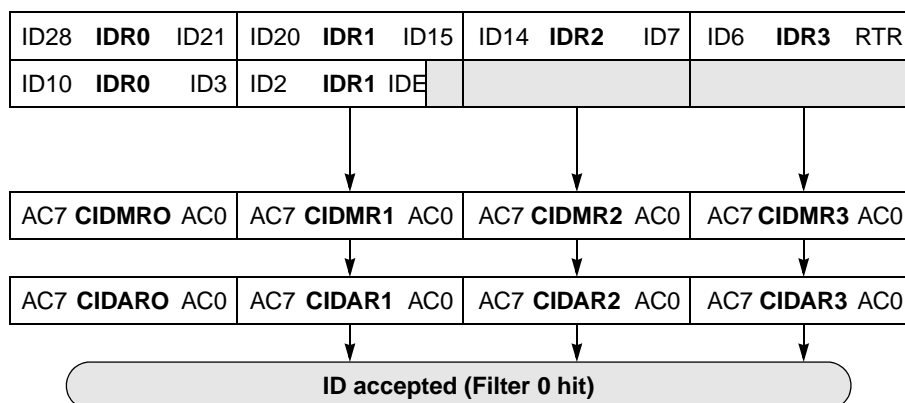 ID28 IDR0 ID21 ID20 IDR1 ID15 ID14 IDR2 ID7 ID6 IDR3 RTR
ID10 IDR0 ID3 ID2 IDR1 IDE
AC7 CIDMRO AC0 AC7 CIDMR1 AC0 AC7 CIDMR2 AC0 AC7 CIDMR3 AC0
AC7 CIDARO AC0 AC7 CIDAR1 AC0 AC7 CIDAR2 AC0 AC7 CIDAR3 AC0
ID accepted (Filter 0 hit)